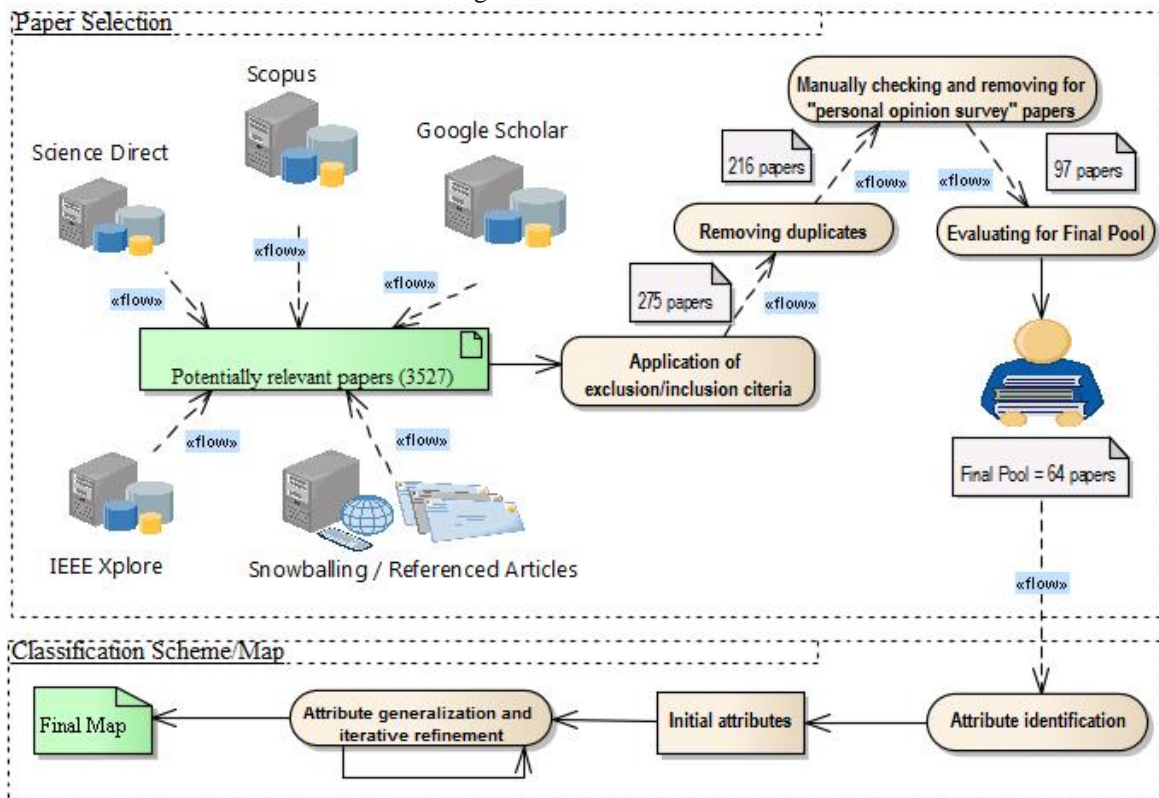 Paper Selection
Scopus
Science Direct
Google Scholar
«flow»
«flow»
«flow»
Potentially relevant papers (3527)
«flow»
«flow»
IEEE Xplore
Snowballing / Referenced Articles
Application of
exclusion/inclusion citeria
275 papers
«flow»
Removing duplicates
216 papers
«flow»
Manually checking and removing for
"personal opinion survey" papers
«flow»
97 papers
Evaluating for Final Pool
Final Pool = 64 papers
«flow»
Classification Scheme/Map
Final Map
Attribute generalization and
iterative refinement
Initial attributes
Attribute identification